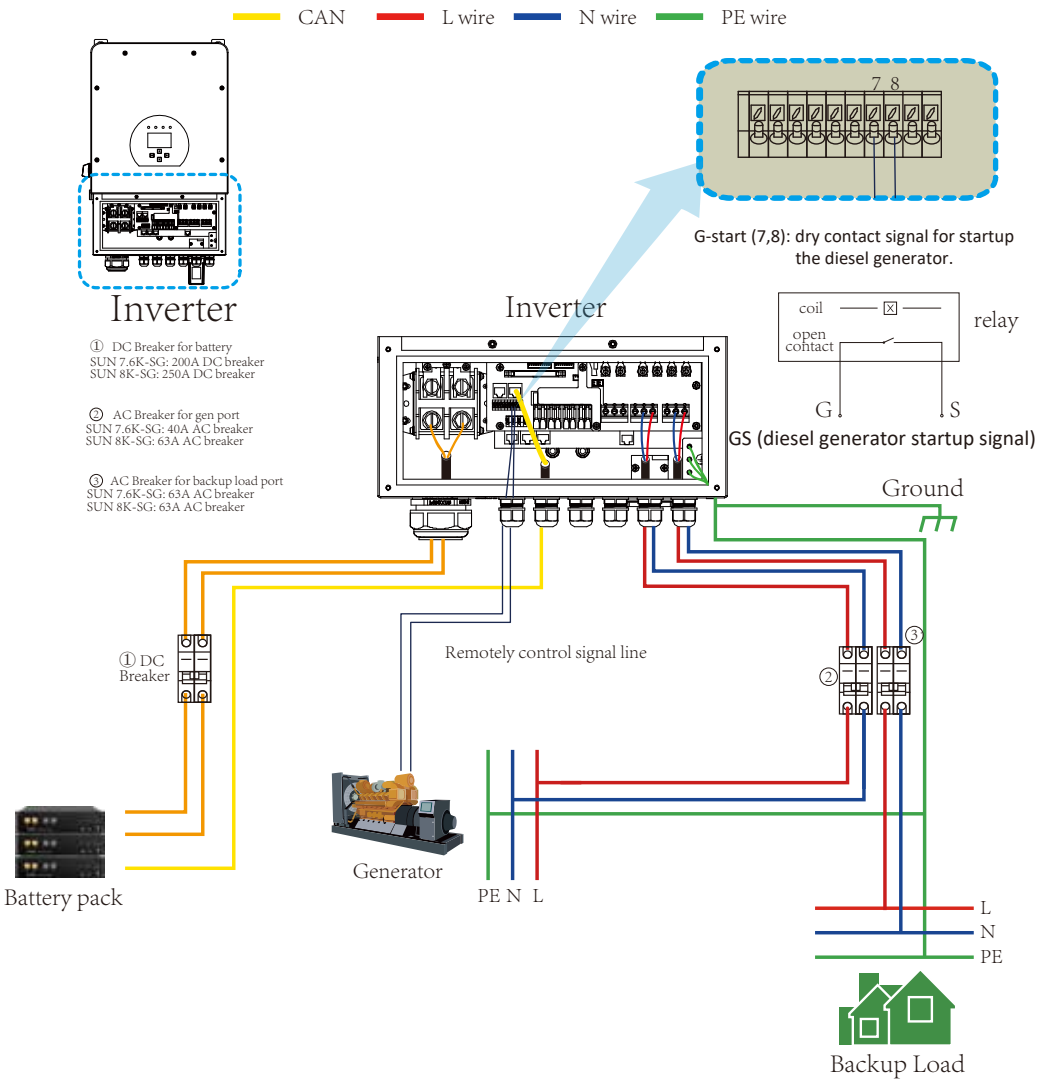 CAN
L wire
N wire
PE wire
7 8
G-start (7,8): dry contact signal for startup
the diesel generator.
Inverter
Inverter
coil
X
relay
open
contact
G
S
GS (diesel generator startup signal)
① DC Breaker for battery
SUN 7.6K-SG: 200A DC breaker
SUN 8K-SG: 250A DC breaker
② AC Breaker for gen port
SUN 7.6K-SG: 40A AC breaker
SUN 8K-SG: 63A AC breaker
③ AC Breaker for backup load port
SUN 7.6K-SG: 63A AC breaker
SUN 8K-SG: 63A AC breaker
Ground
① DC
Breaker
Remotely control signal line
②
③
Battery pack
Generator
PE N L
L
N
PE
Backup Load